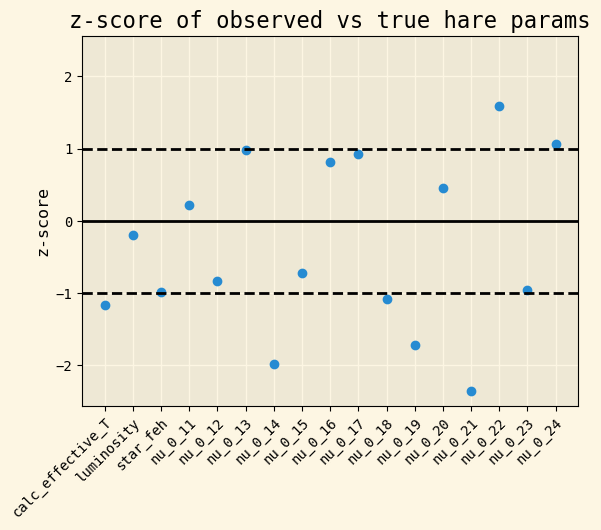 z-score of observed vs true hare params
z-score
2
1
0
−1
−2
calc_effective_T
luminosity
star_feh
nu_0_11
nu_0_12
nu_0_13
nu_0_14
nu_0_15
nu_0_16
nu_0_17
nu_0_18
nu_0_19
nu_0_20
nu_0_21
nu_0_22
nu_0_23
nu_0_24